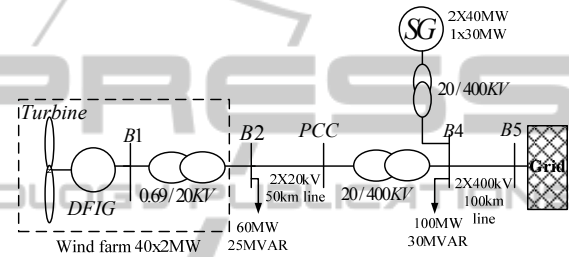 SG
2X40MW
1x30MW
PRESS
20/400KV
Turbine
B1
B2
PCC
B4
B5
Grid
2X20kV
50km line
2X400kV
100km
line
DFIG
0.69/20KV
20/400KV
60MW
25MVAR
100MW
30MVAR
Wind farm 40x2MW